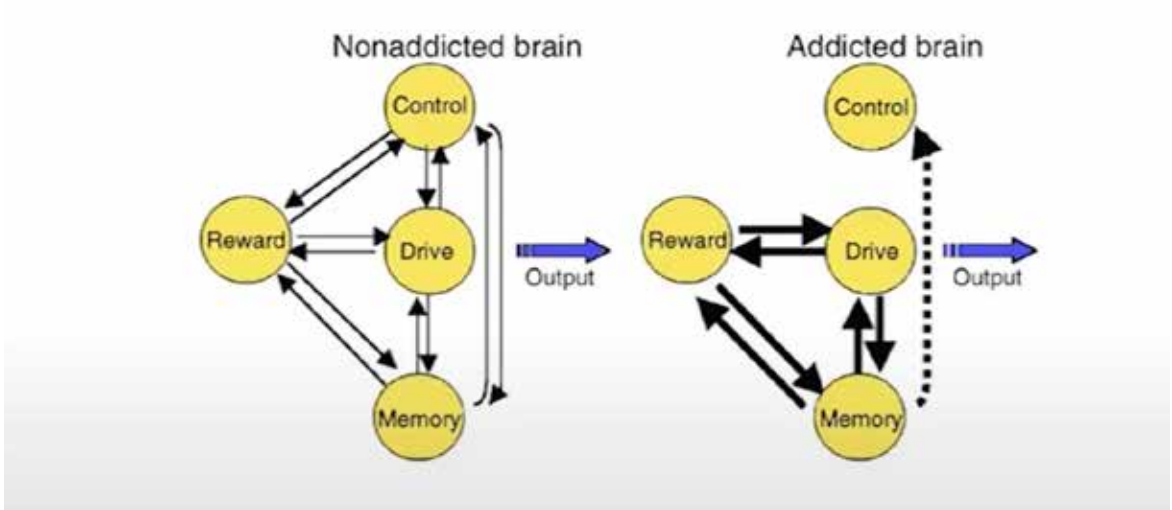 Nonaddicted brain
Control
Reward
Drive
Output
Memory
Addicted brain
Control
Reward
Drive
Output
Memory